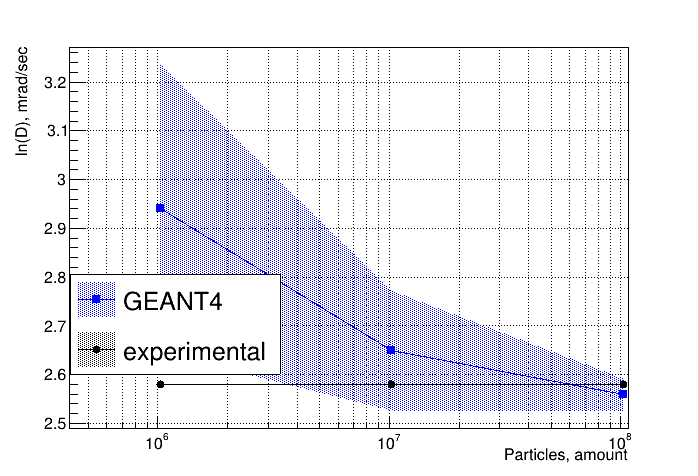 ln(D), mrad/sec
3.2
3.1
3
2.9
2.8
2.7
2.6
2.5
GEANT4
experimental
10^6 10^7 10^8
Particles, amount